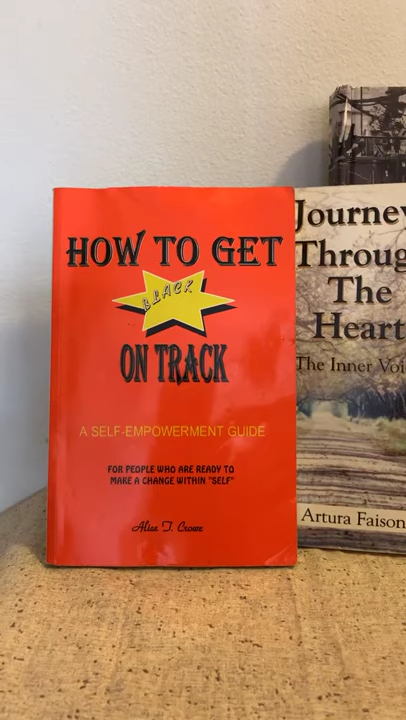 HOW TO GET
BLACK
ON TRACK
A SELF-EMPOWERMENT GUIDE
FOR PEOPLE WHO ARE READY TO
MAKE A CHANGE WITHIN "SELF"
Alise T. Crowe
Journey
Through
The
Heart
The Inner Voi
Artura Faison